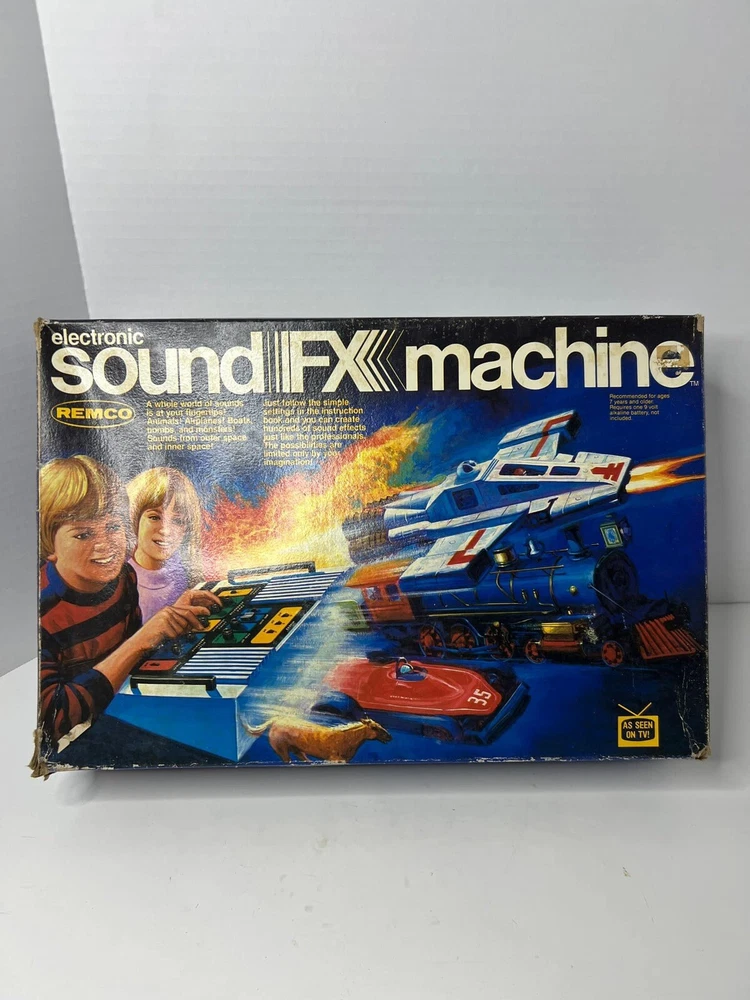 electronic
sound FX machine
TM
REMCO
A whole world of sounds
is at your fingertips!
Animals! Airplanes! Boats,
bombs, and monsters!
Sounds from outer space
and inner space!
Just follow the simple
settings in the instruction
book and you can create
hundreds of sound effects
just like the professionals.
The possibilities are
limited only by your
imagination!
Recommended for ages
7 years and older.
Requires one 9 volt
alkaline battery, not
included.
35
AS SEEN
ON TV!